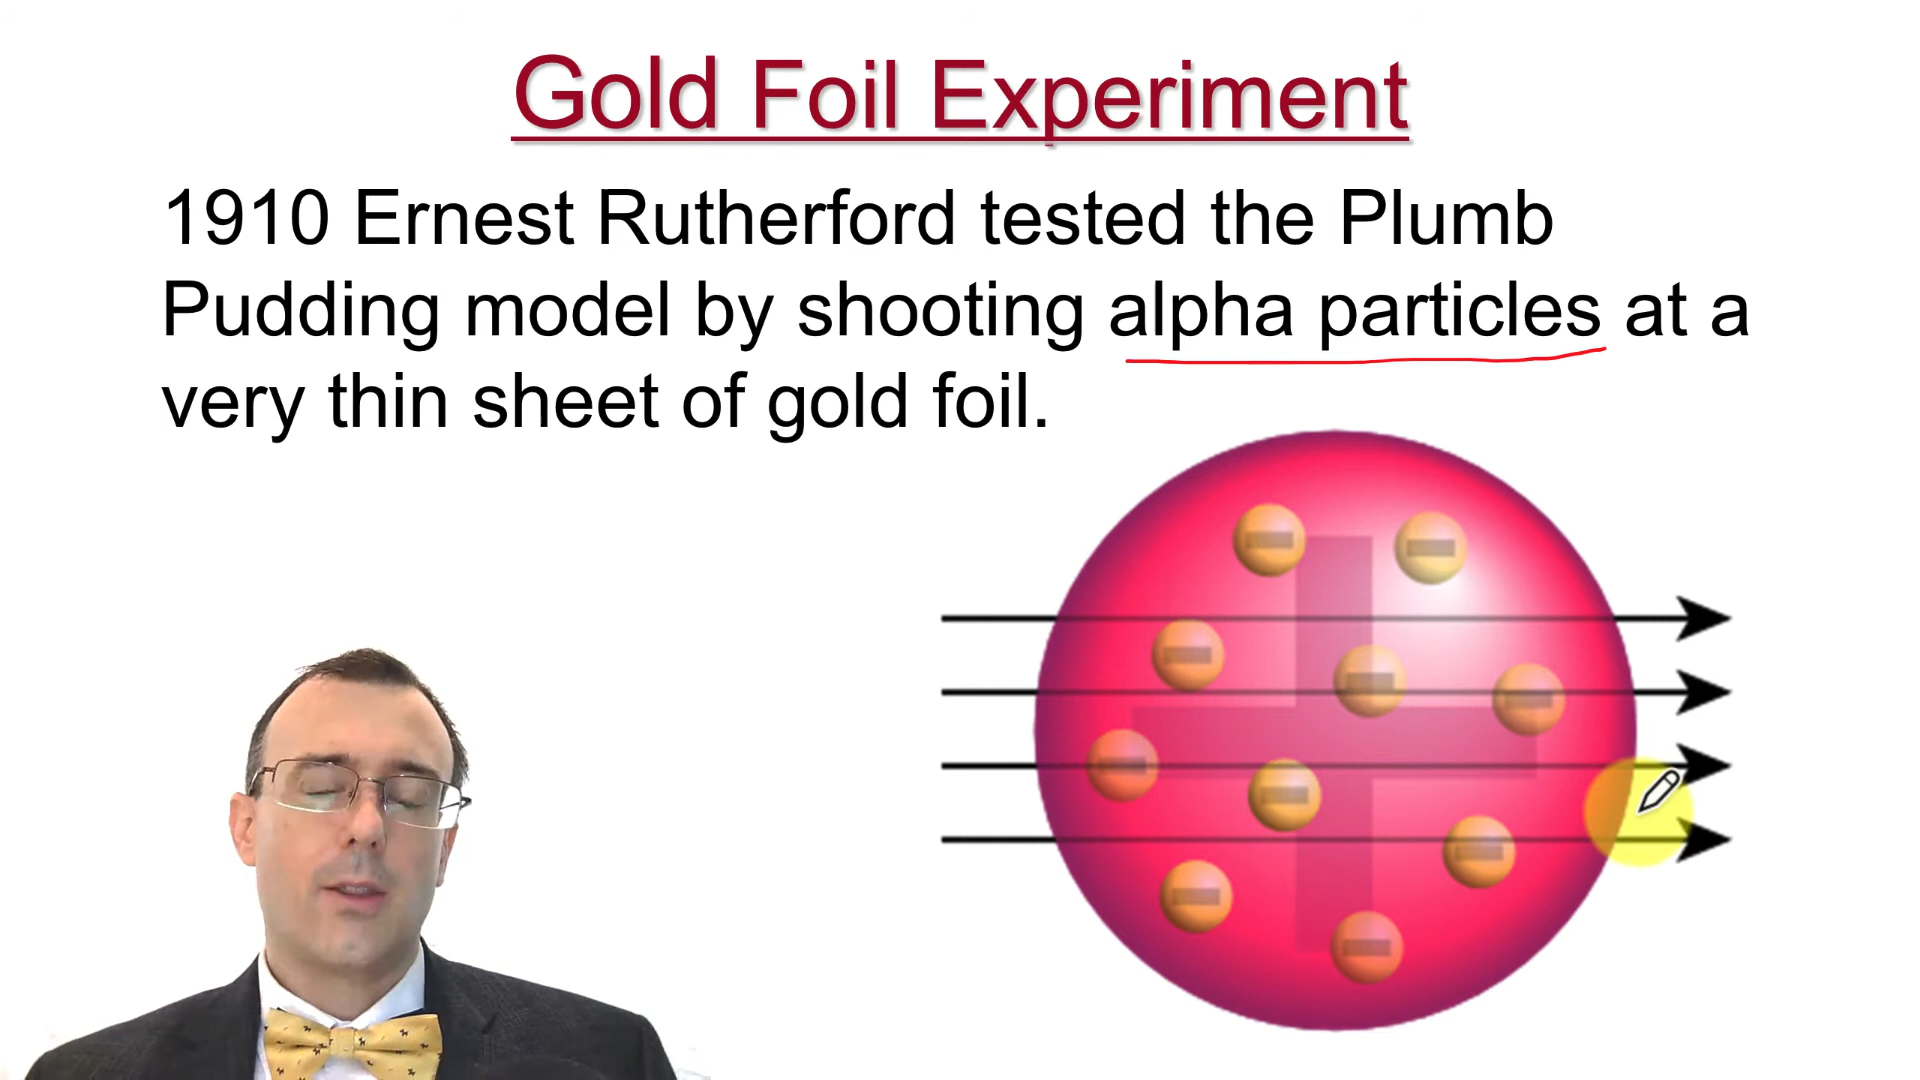 Gold Foil Experiment
1910 Ernest Rutherford tested the Plumb
Pudding model by shooting alpha particles at a
very thin sheet of gold foil.